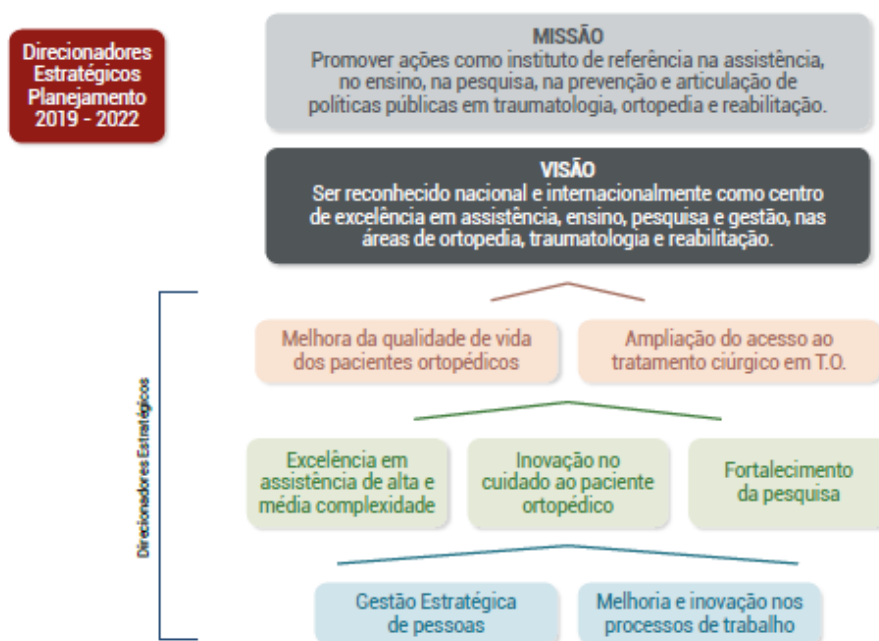 Direcionadores
Estratégicos
Planejamento
2019 - 2022
MISSÃO
Promover ações como instituto de referência na assistência,
no ensino, na pesquisa, na prevenção e articulação de
políticas públicas em traumatologia, ortopedia e reabilitação.
VISÃO
Ser reconhecido nacional e internacionalmente como centro
de excelência em assistência, ensino, pesquisa e gestão, nas
áreas de ortopedia, traumatologia e reabilitação.
Direcionadores Estratégicos
Melhora da qualidade de vida
dos pacientes ortopédicos
Ampliação do acesso ao
tratamento ciúrgico em T.O.
Excelência em
assistência de alta e
média complexidade
Inovação no
cuidado ao paciente
ortopédico
Fortalecimento
da pesquisa
Gestão Estratégica
de pessoas
Melhoria e inovação nos
processos de trabalho